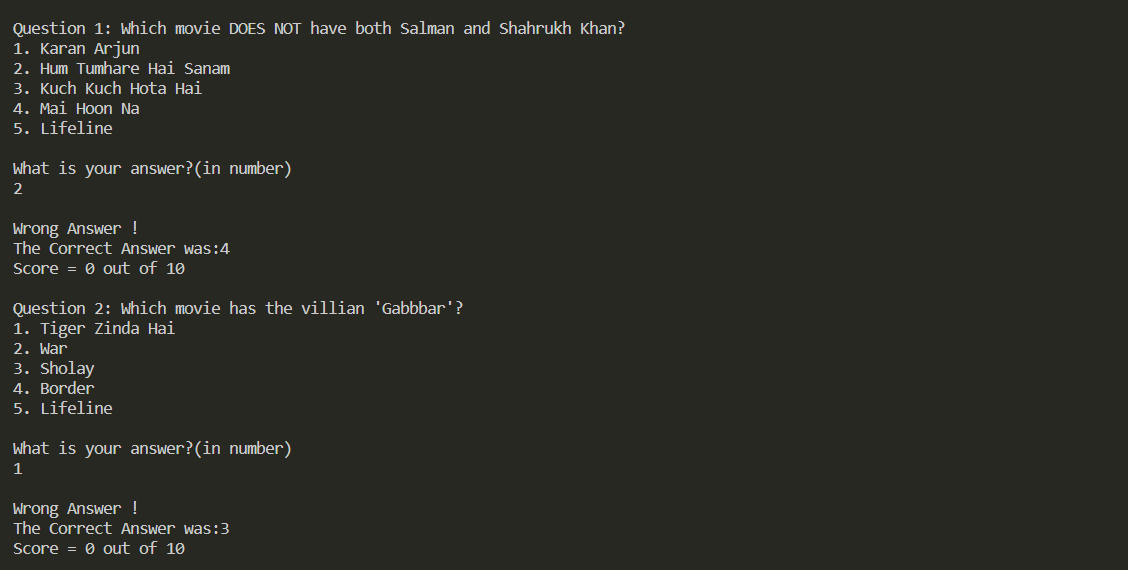 Question 1: Which movie DOES NOT have both Salman and Shahrukh Khan?
1. Karan Arjun
2. Hum Tumhare Hai Sanam
3. Kuch Kuch Hota Hai
4. Mai Hoon Na
5. Lifeline
What is your answer?(in number)
2
Wrong Answer !
The Correct Answer was:4
Score = 0 out of 10
Question 2: Which movie has the villian 'Gabbbar'?
1. Tiger Zinda Hai
2. War
3. Sholay
4. Border
5. Lifeline
What is your answer?(in number)
1
Wrong Answer !
The Correct Answer was:3
Score = 0 out of 10